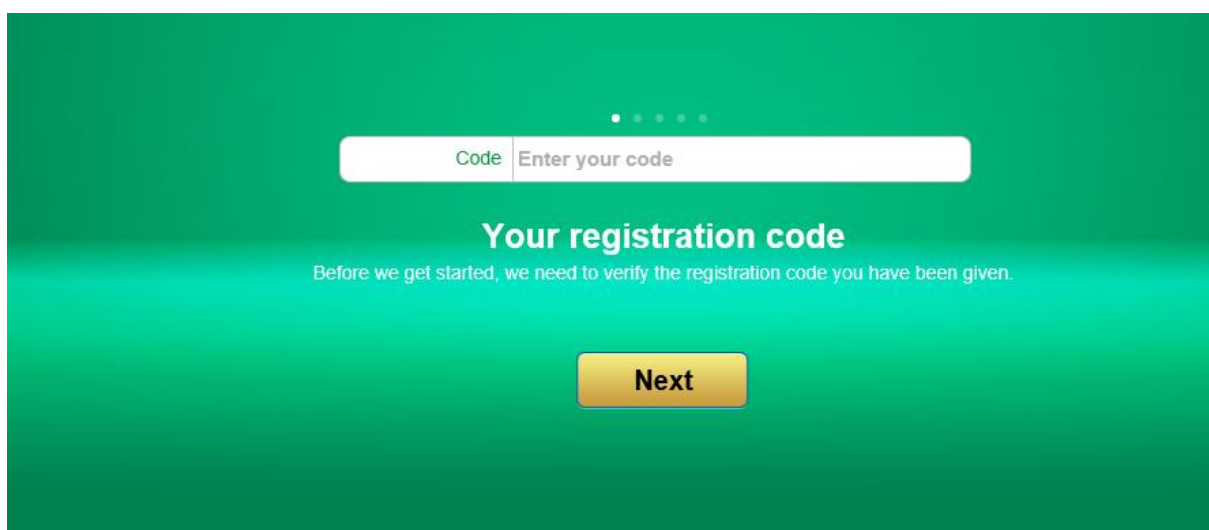 Code Enter your code
Your registration code
Before we get started, we need to verify the registration code you have been given.
Next